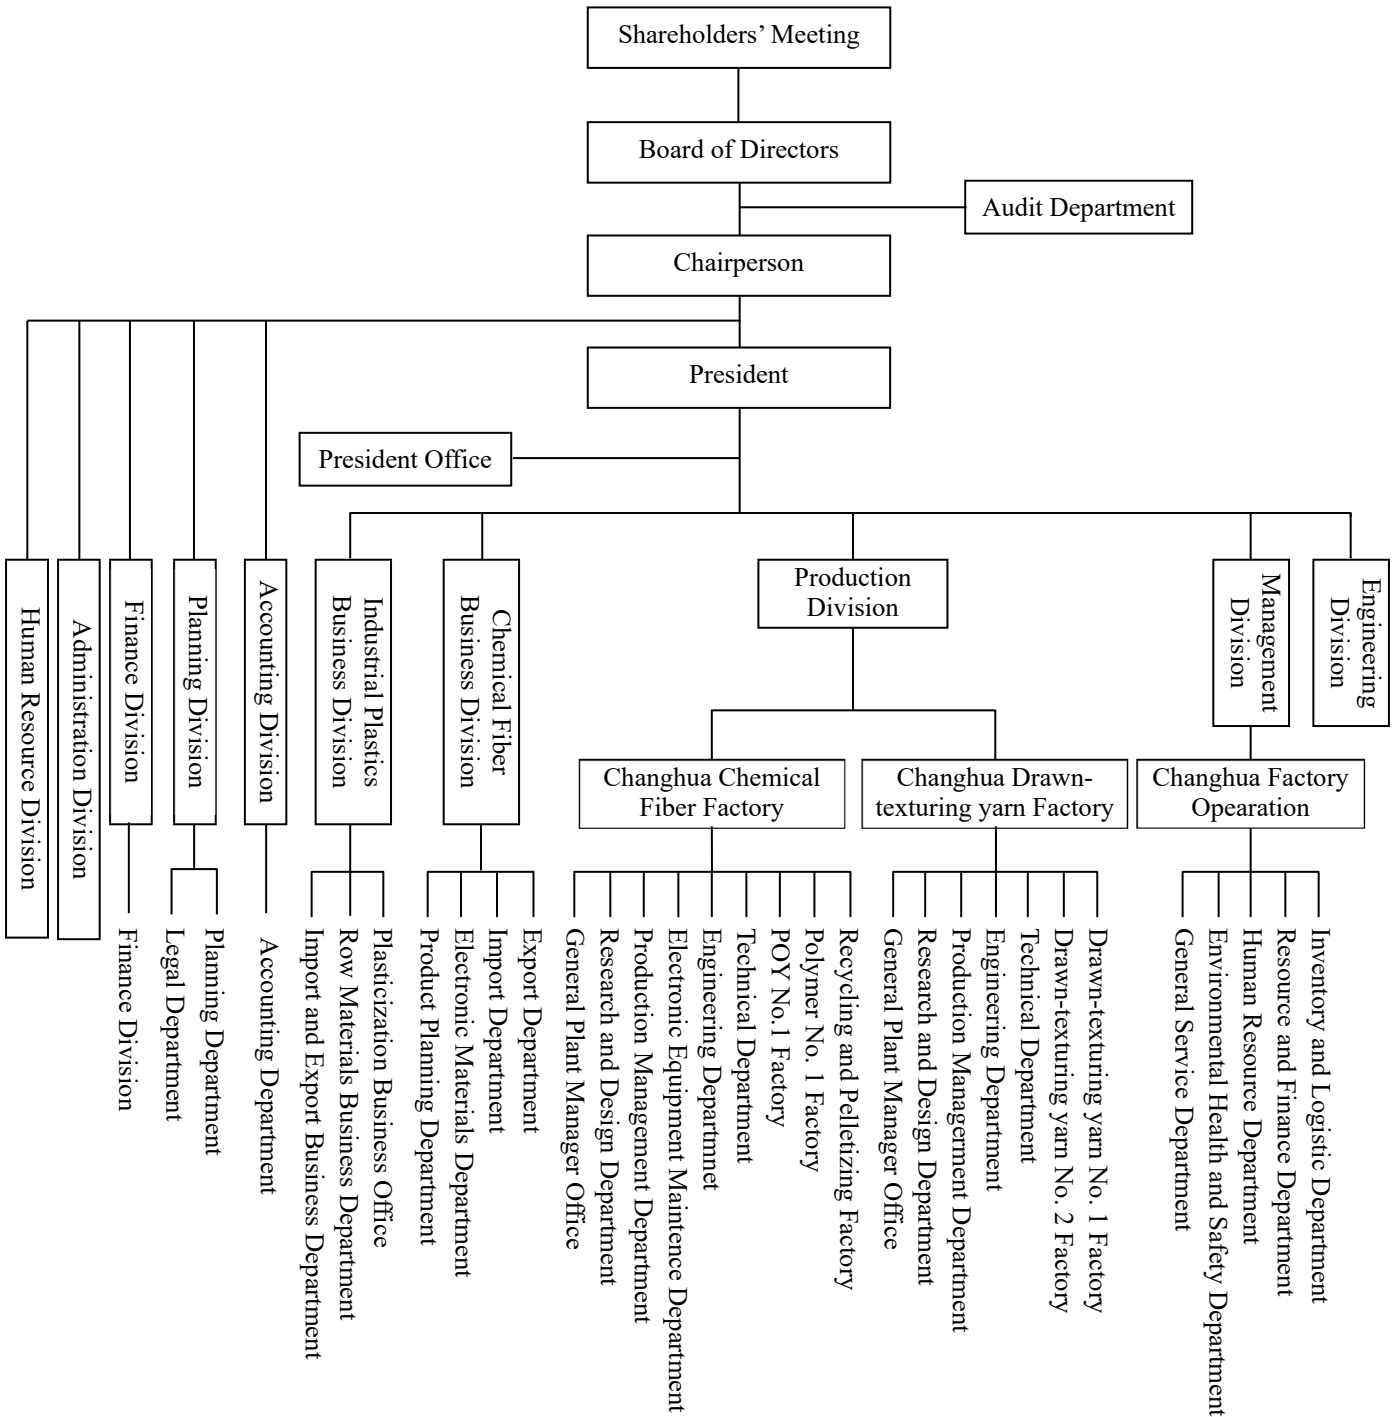 Shareholders’ Meeting
Board of Directors
Audit Department
Chairperson
President
President Office
Human Resource Division
Administration Division
Finance Division
Planning Division
Accounting Division
Industrial Plastics
Business Division
Chemical Fiber
Business Division
Production
Division
Management
Division
Engineering
Division
Changhua Chemical
Fiber Factory
Changhua Drawn-
texturing yarn Factory
Changhua Factory
Opearation
Finance Division
Legal Department
Planning Department
Accounting Department
Import and Export Business Department
Row Materials Business Department
Plasticization Business Office
Product Planning Department
Electronic Materials Department
Import Department
Export Department
General Plant Manager Office
Research and Design Department
Production Management Department
Electronic Equipment Maintence Department
Engineering Departmnet
Technical Department
POY No.1 Factory
Polymer No. 1 Factory
Recycling and Pelletizing Factory
General Plant Manager Office
Research and Design Department
Production Management Department
Engineering Department
Technical Department
Drawn-texturing yarn No. 2 Factory
Drawn-texturing yarn No. 1 Factory
General Service Department
Environmental Health and Safety Department
Human Resource Department
Resource and Finance Department
Inventory and Logistic Department